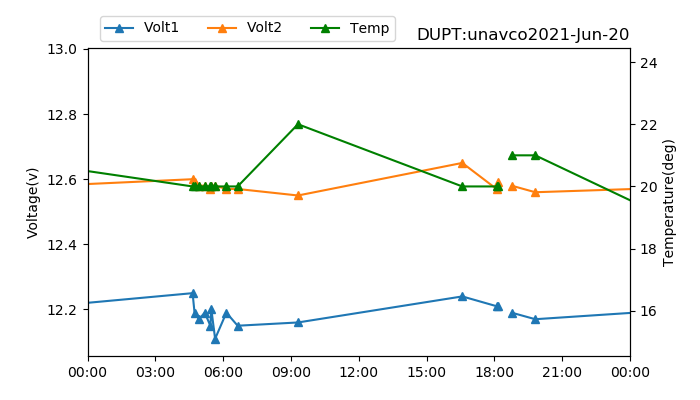 Volt1 Volt2 Temp
DUPT:unavco2021-Jun-20
Voltage(v)
13.0
12.8
12.6
12.4
12.2
24
22
20
18
16
Temperature(deg)
00:00 03:00 06:00 09:00 12:00 15:00 18:00 21:00 00:00